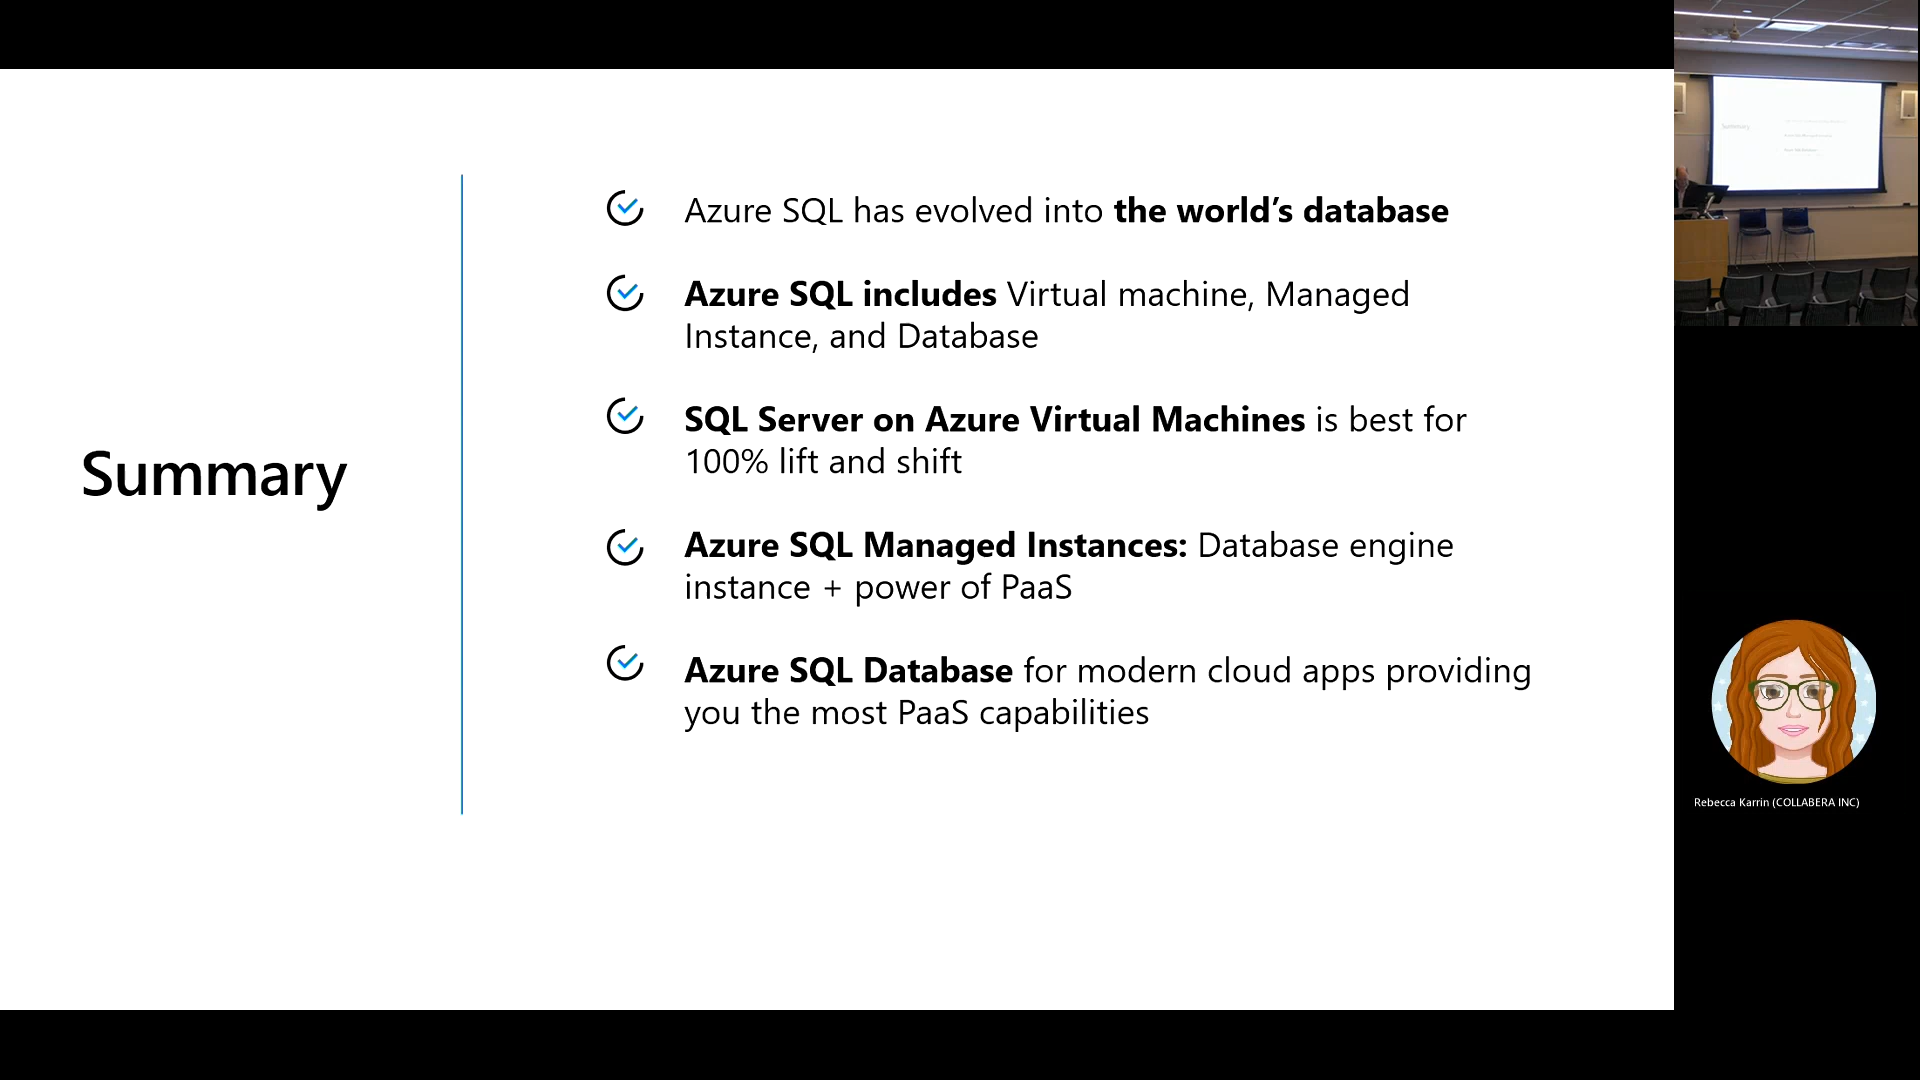 Summary
Azure SQL has evolved into the world’s database
Azure SQL includes Virtual machine, Managed
Instance, and Database
SQL Server on Azure Virtual Machines is best for
100% lift and shift
Azure SQL Managed Instances: Database engine
instance + power of PaaS
Azure SQL Database for modern cloud apps providing
you the most PaaS capabilities
Summary
Rebecca Karrin (COLLABERA INC)